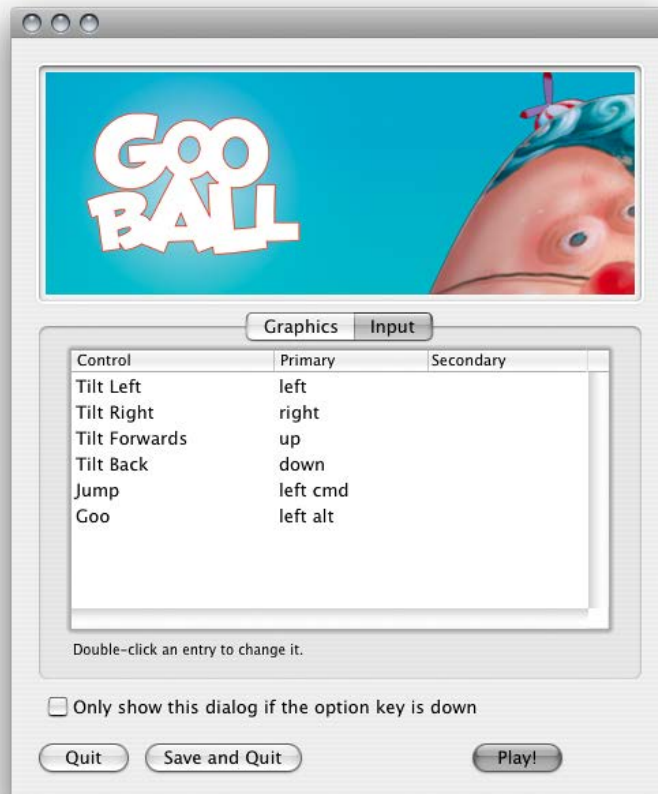 GOO
BALL
Graphics Input
Control Primary Secondary
Tilt Left left
Tilt Right right
Tilt Forwards up
Tilt Back down
Jump left cmd
Goo left alt
Double-click an entry to change it.
Only show this dialog if the option key is down
Quit Save and Quit Play!